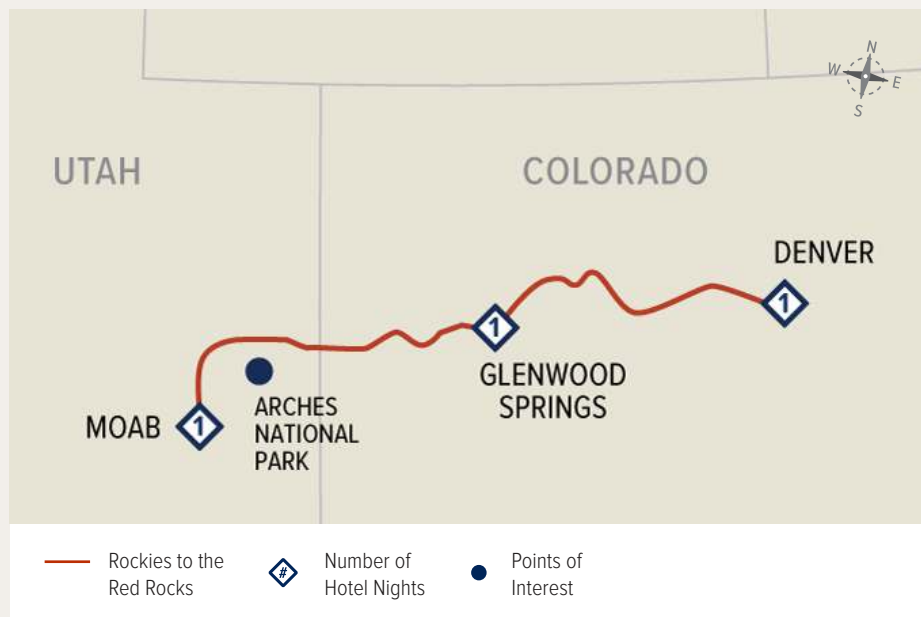 N
W
E
S
UTAH
COLORADO
DENVER
1
1
GLENWOOD
SPRINGS
MOAB
1
ARCHES
NATIONAL
PARK
Rockies to the
Red Rocks
#
Number of
Hotel Nights
Points of
Interest